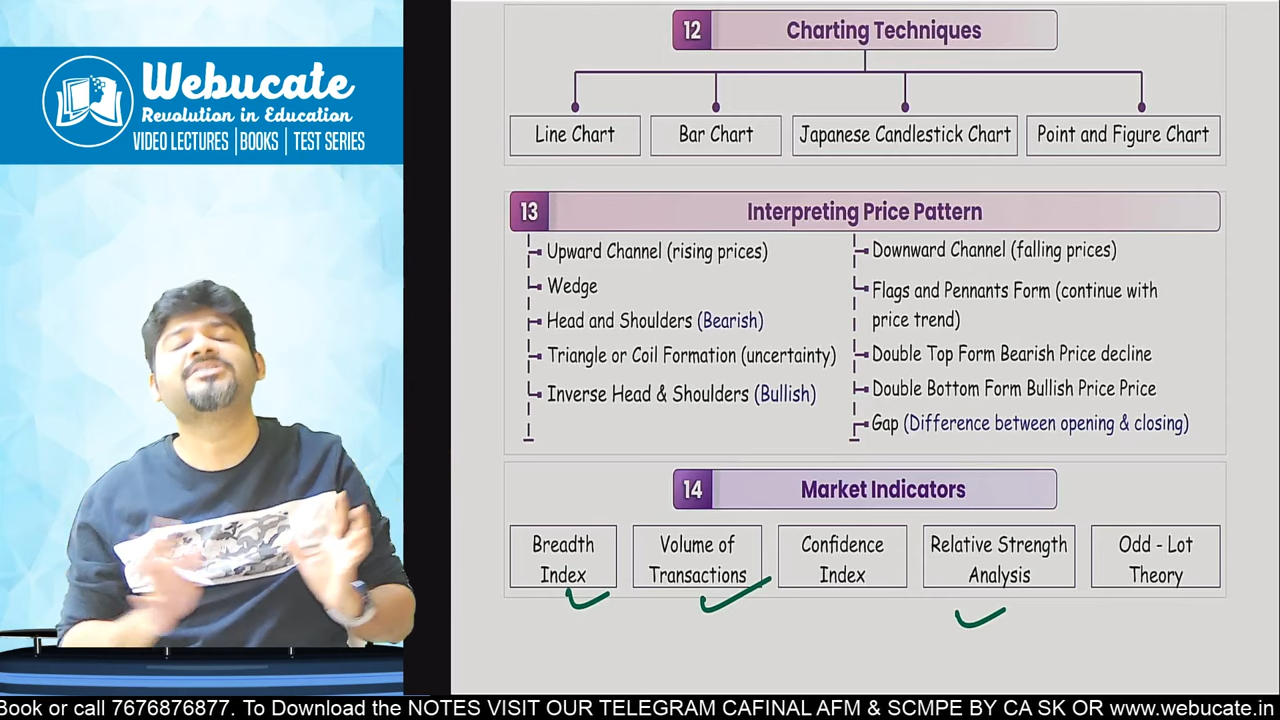 Webucate
Revolution in Education
VIDEO LECTURES | BOOKS | TEST SERIES
12 Charting Techniques
Line Chart
Bar Chart
Japanese Candlestick Chart
Point and Figure Chart
13 Interpreting Price Pattern
Upward Channel (rising prices)
Wedge
Head and Shoulders (Bearish)
Triangle or Coil Formation (uncertainty)
Inverse Head & Shoulders (Bullish)
Downward Channel (falling prices)
Flags and Pennants Form (continue with
price trend)
Double Top Form Bearish Price decline
Double Bottom Form Bullish Price Price
Gap (Difference between opening & closing)
14 Market Indicators
Breadth
Index
Volume of
Transactions
Confidence
Index
Relative Strength
Analysis
Odd - Lot
Theory
Book or call 7676876877. To Download the NOTES VISIT OUR TELEGRAM CAFINAL AFM & SCMPE BY CA SK OR www.webucate.in